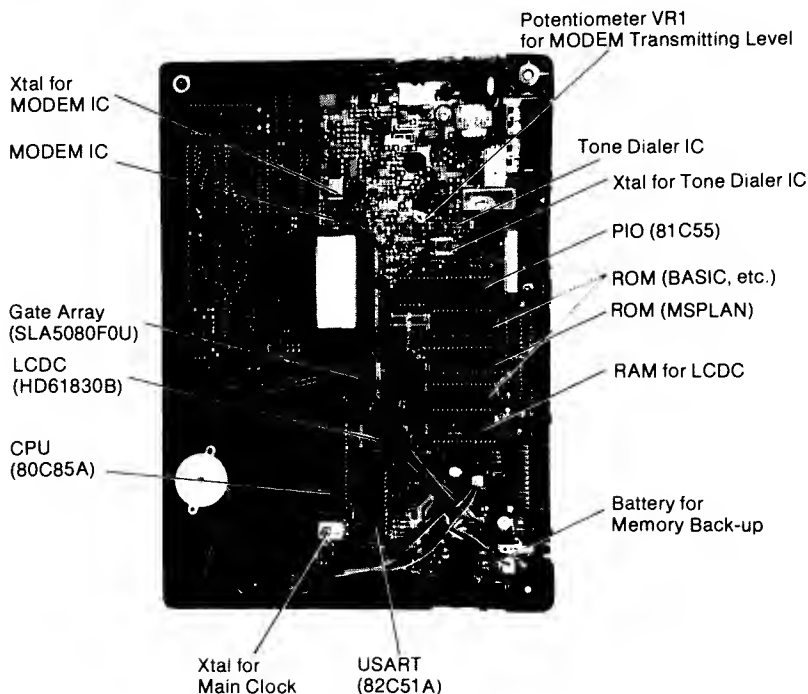 Potentiometer VR1
for MODEM Transmitting Level
Xtal for
MODEM IC
MODEM IC
Tone Dialer IC
Xtal for Tone Dialer IC
PIO (81C55)
ROM (BASIC, etc.)
ROM (MSPLAN)
Gate Array
(SLA5080F0U)
LCDC
(HD61830B)
RAM for LCDC
CPU
(80C85A)
Battery for
Memory Back-up
Xtal for
Main Clock
USART
(82C51A)